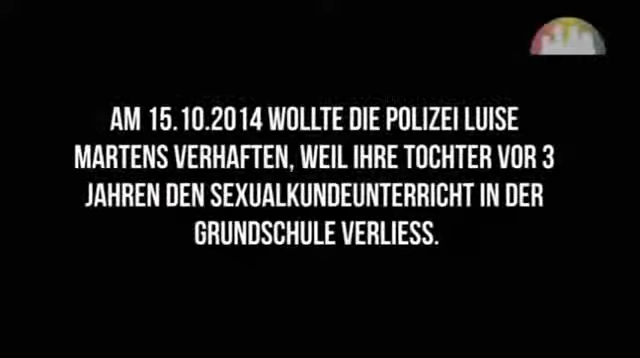 AM 15.10.2014 WOLLTE DIE POLIZEI LUISE
MARTENS VERHAFTEN, WEIL IHRE TOCHTER VOR 3
JAHREN DEN SEXUALKUNDEUNTERRICHT IN DER
GRUNDSCHULE VERLIESS.